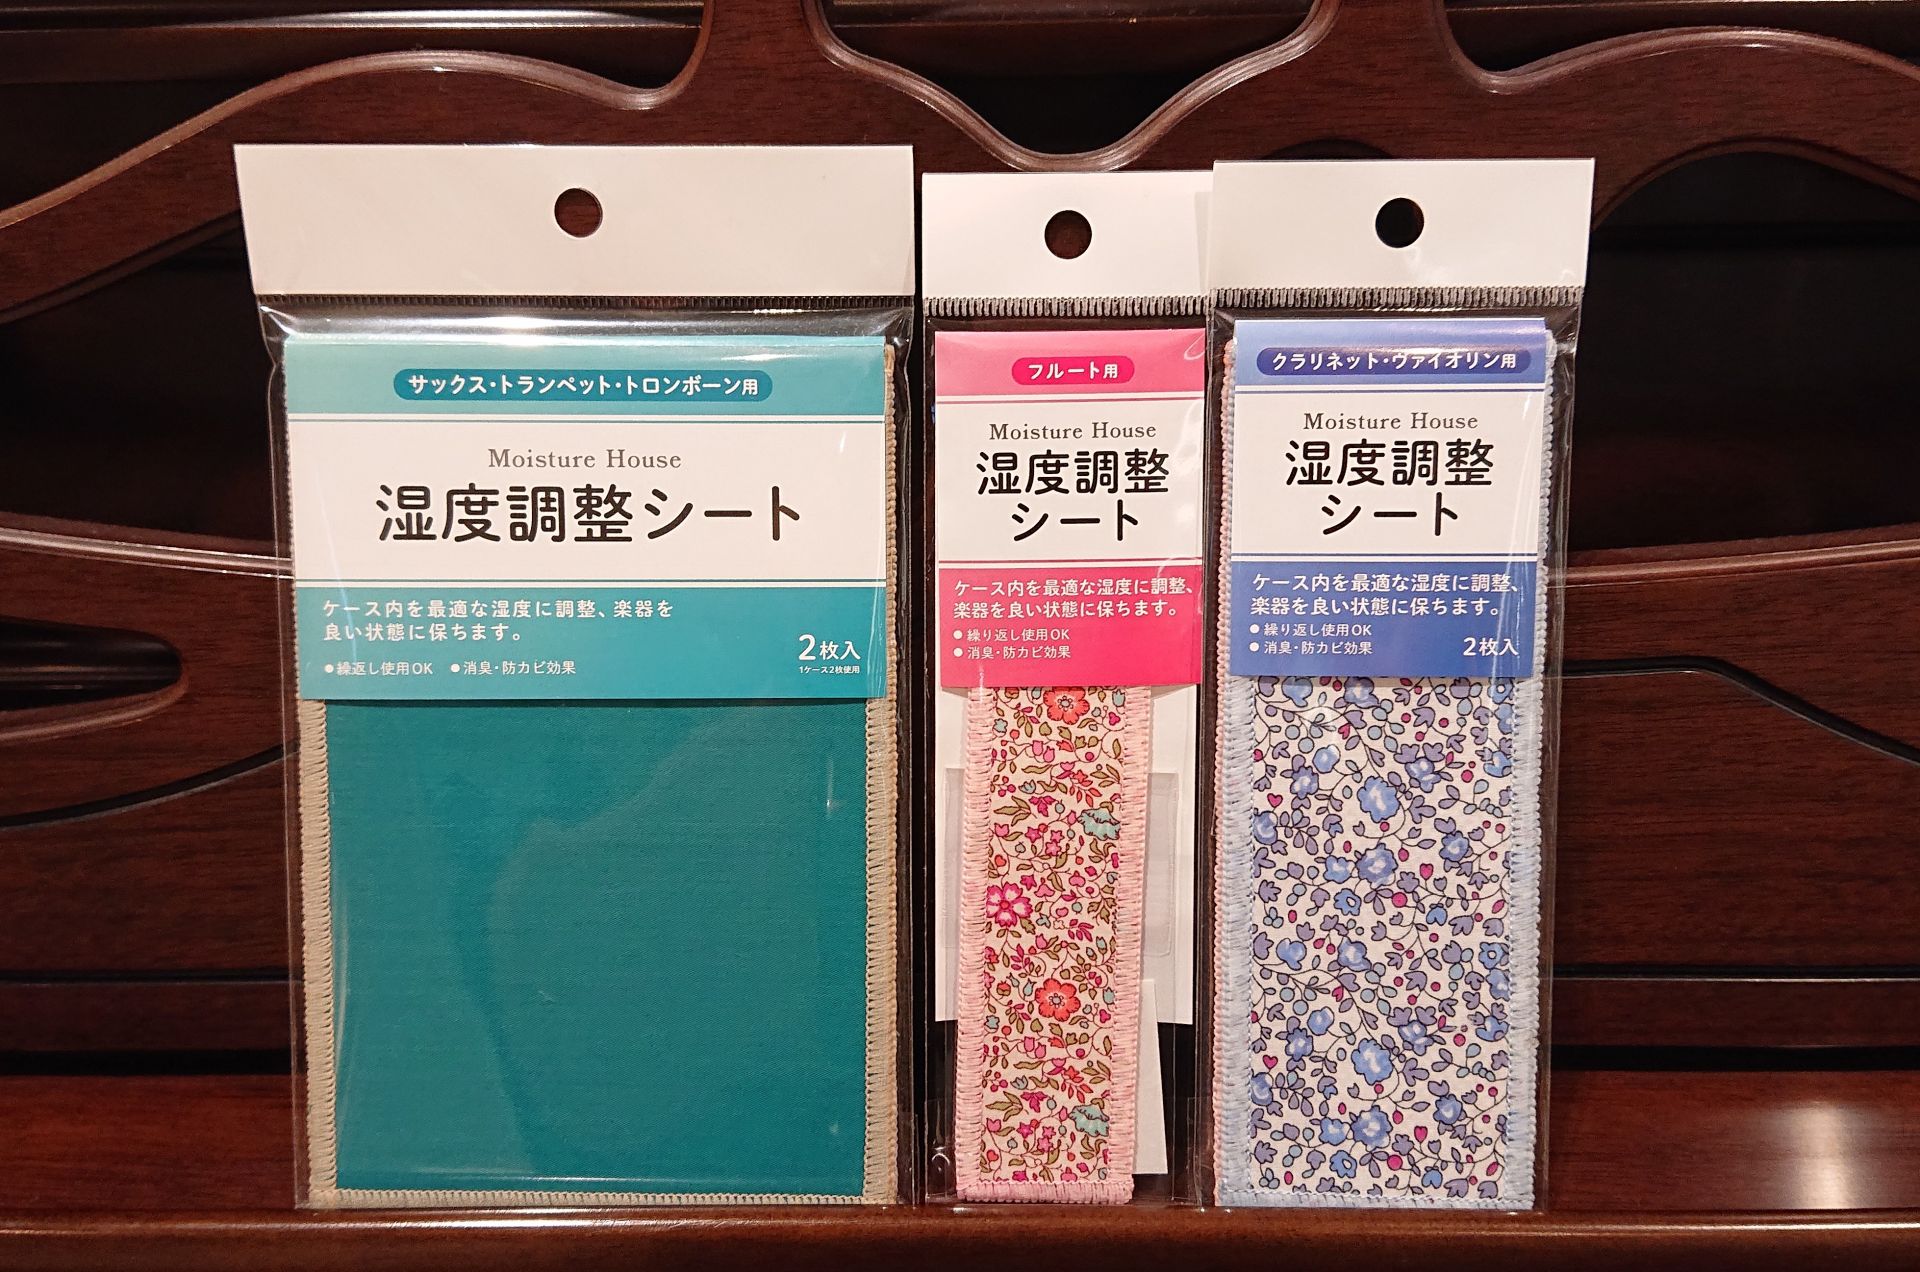 サックス・トランペット・トロンボーン用
Moisture House
湿度調整シート
ケース内を最適な湿度に調整、楽器を
良い状態に保ちます。
●繰返し使用OK ●消臭・防カビ効果
2枚入
1ケース2枚使用
フルート用
Moisture House
湿度調整
シート
ケース内を最適な湿度に調整、
楽器を良い状態に保ちます。
●繰り返し使用OK
●消臭・防カビ効果
クラリネット・ヴァイオリン用
Moisture House
湿度調整
シート
ケース内を最適な湿度に調整、
楽器を良い状態に保ちます。
●繰り返し使用OK
●消臭・防カビ効果
2枚入